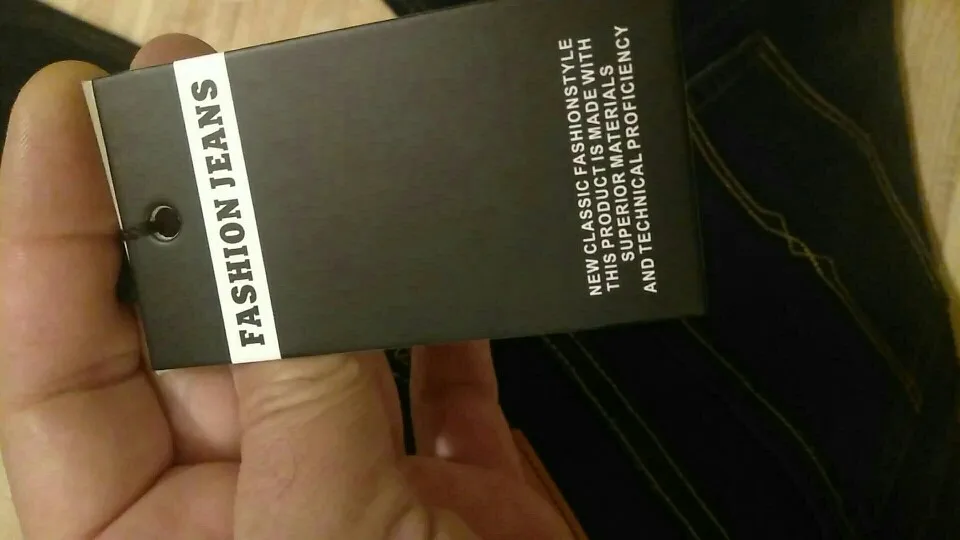 FASHION JEANS
NEW CLASSIC FASHIONSTYLE
THIS PRODUCT IS MADE WITH
SUPERIOR MATERIALS
AND TECHNICAL PROFICIENCY